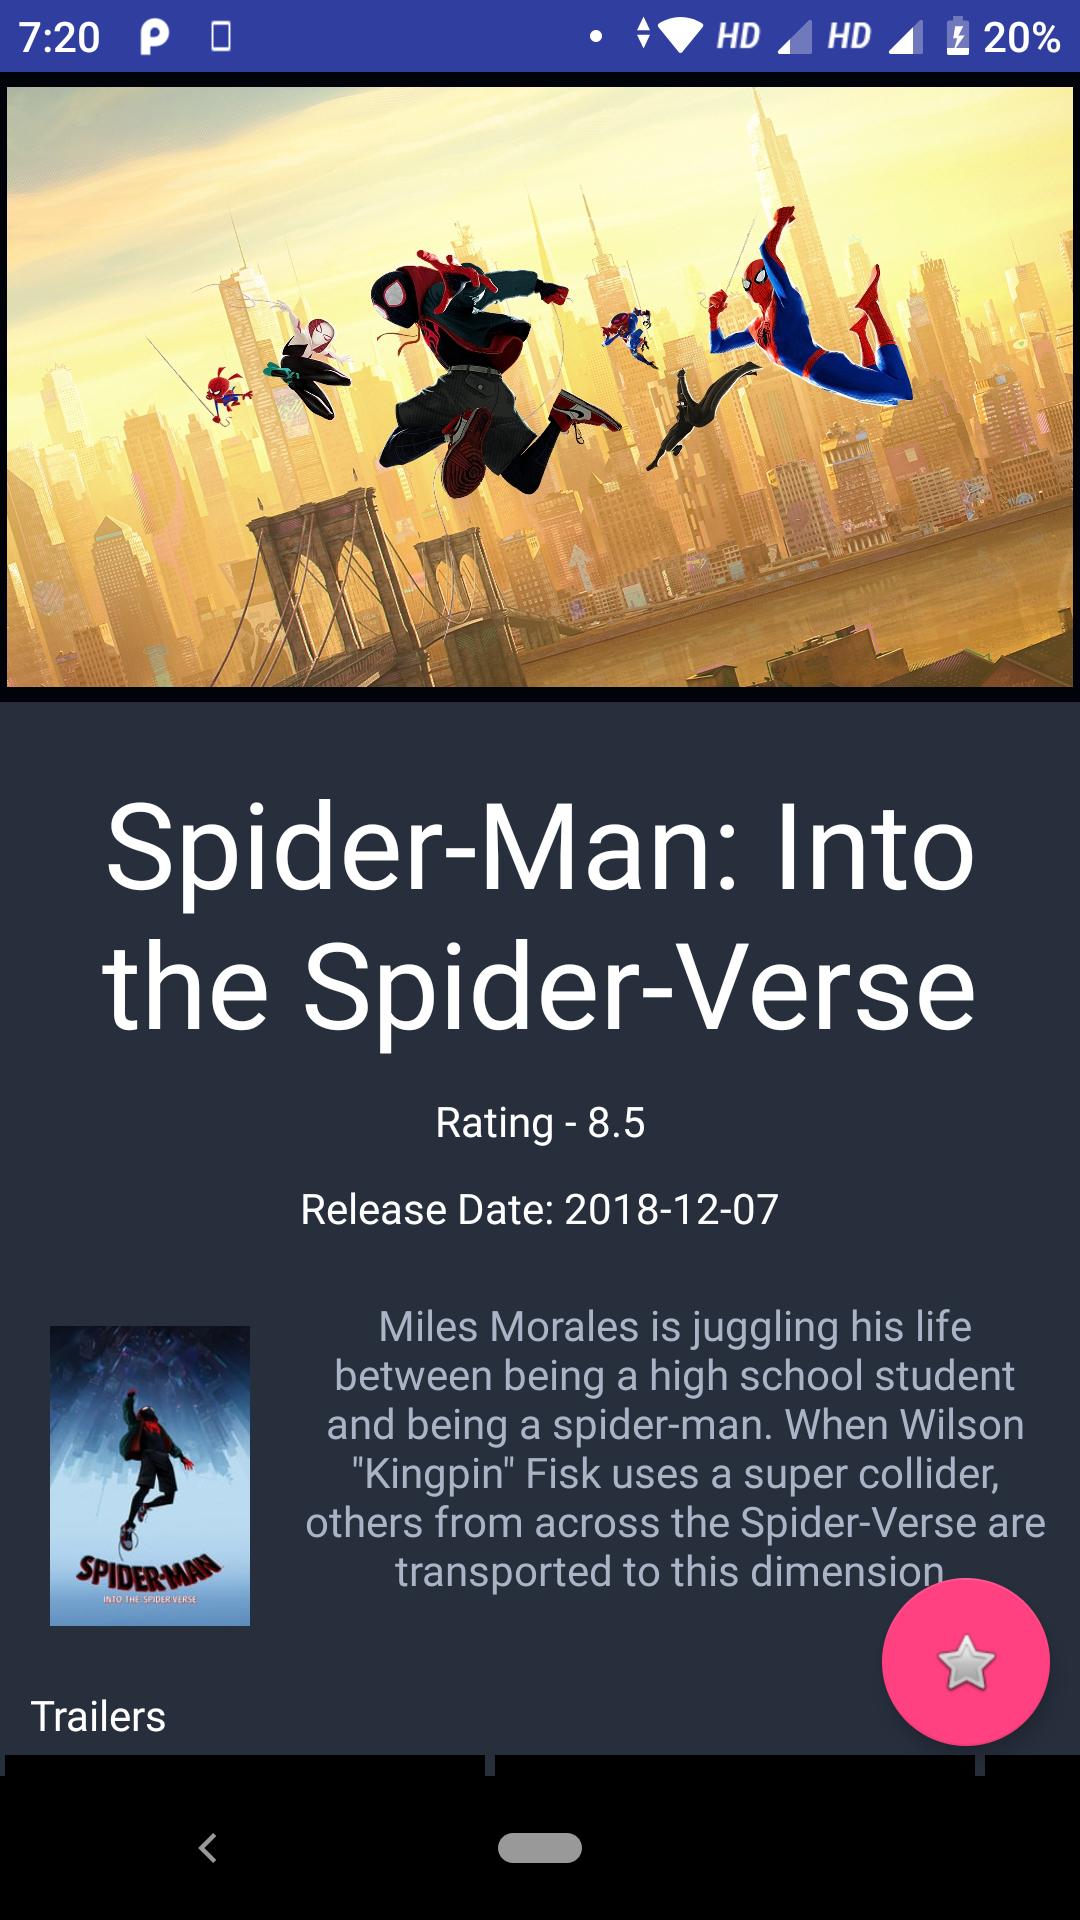 7:20 HD HD 20%
Spider-Man: Into
the Spider-Verse
Rating - 8.5
Release Date: 2018-12-07
Miles Morales is juggling his life
between being a high school student
and being a spider-man. When Wilson
"Kingpin" Fisk uses a super collider,
others from across the Spider-Verse are
transported to this dimension
SPIDER-MAN
INTO THE SPIDER-VERSE
Trailers